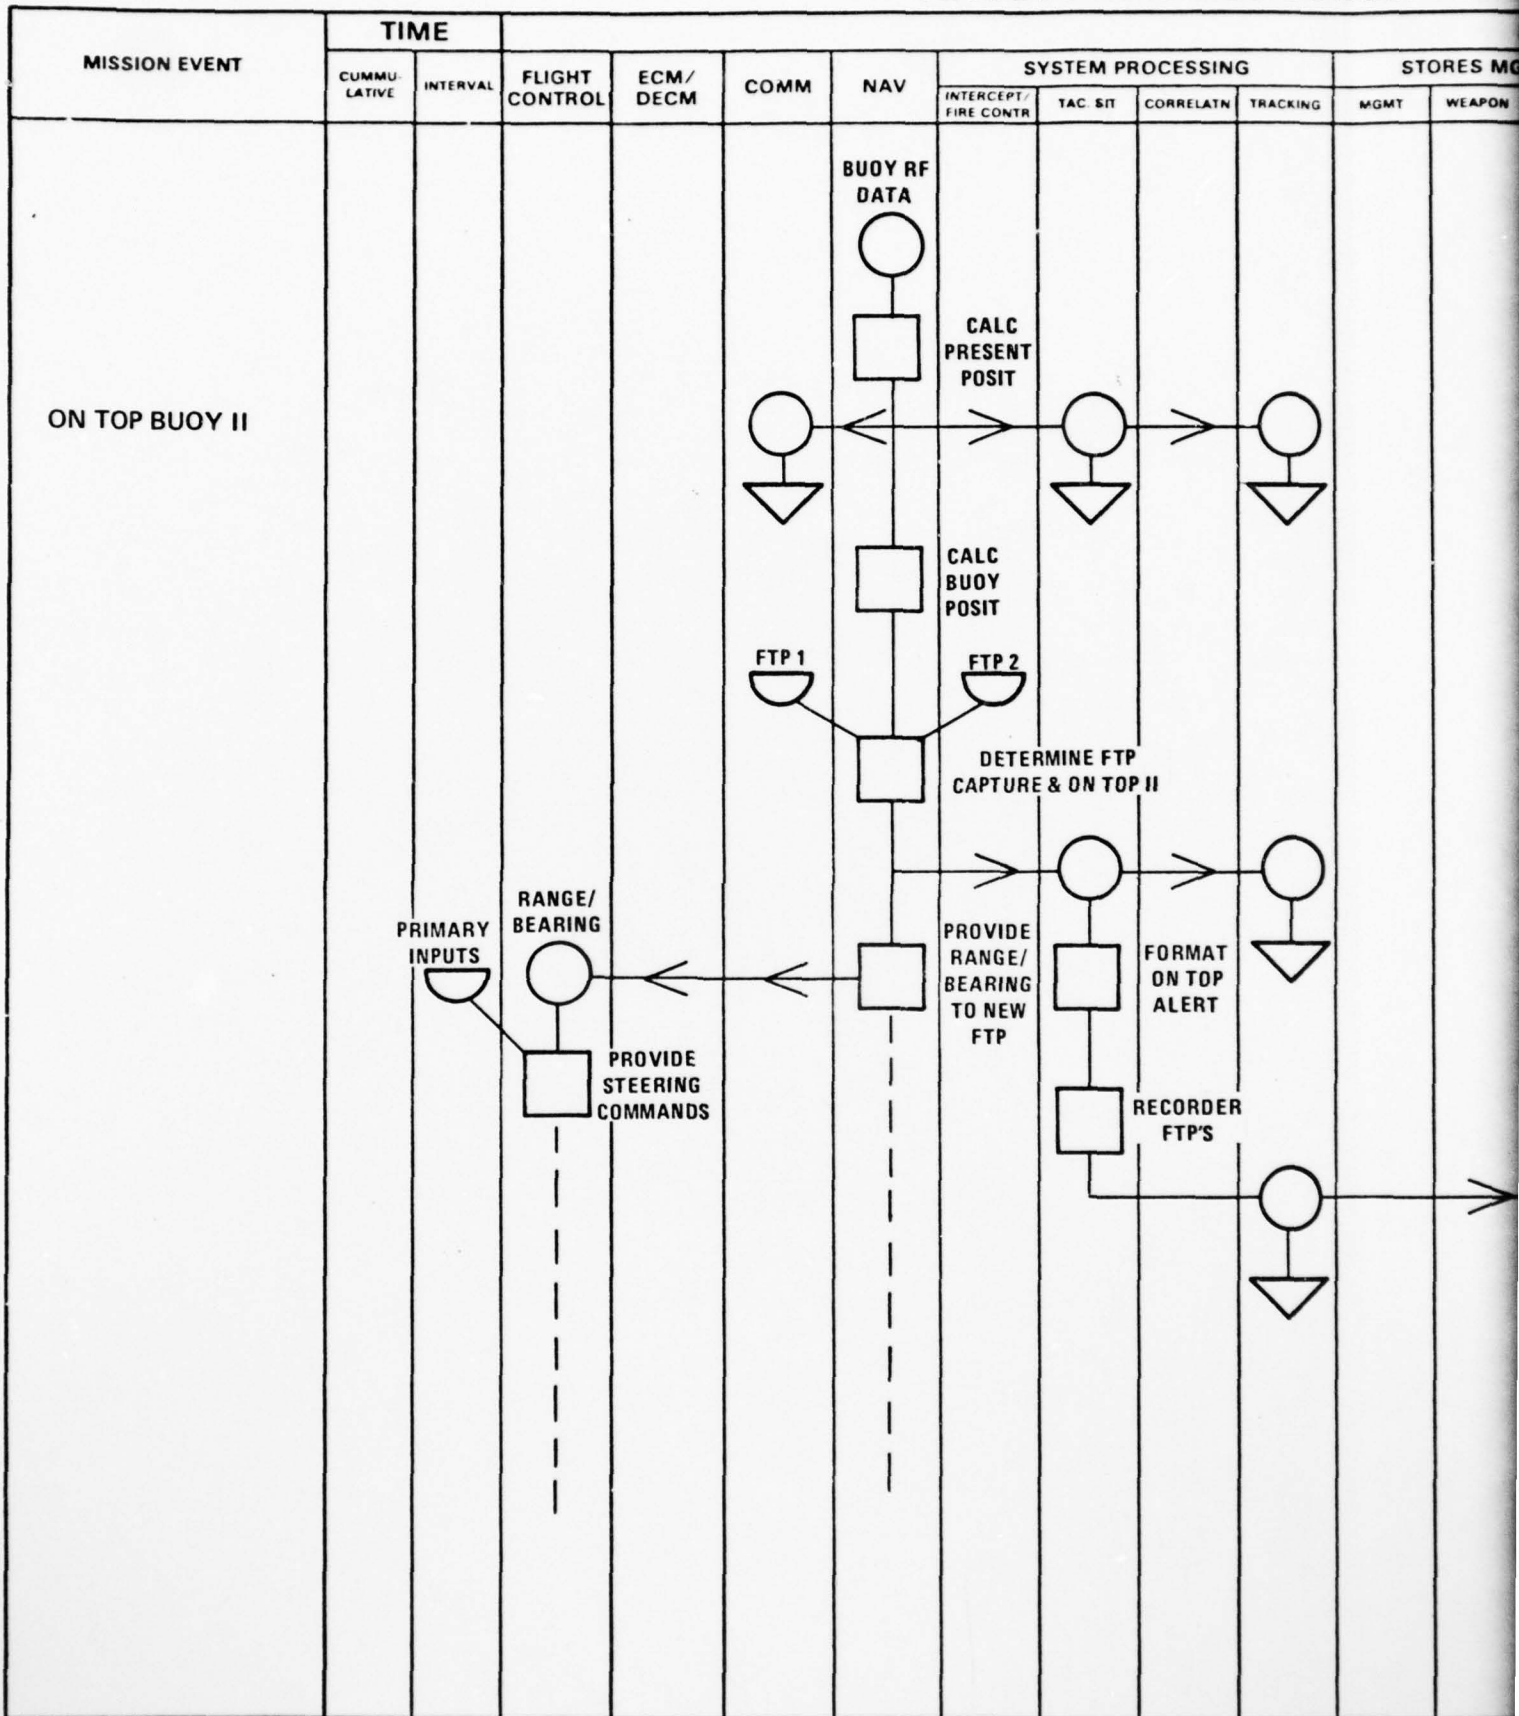 MISSION EVENT
TIME
CUMMU-
LATIVE
INTERVAL
FLIGHT
CONTROL
ECM/
DECM
COMM
NAV
SYSTEM PROCESSING
INTERCEPT/
FIRE CONTR
TAC. SIT
CORRELATN
TRACKING
STORES MG
MGMT
WEAPON
BUOY RF
DATA
CALC
PRESENT
POSIT
ON TOP BUOY II
CALC
BUOY
POSIT
FTP 1
FTP 2
DETERMINE FTP
CAPTURE & ON TOP II
RANGE/
BEARING
PRIMARY
INPUTS
PROVIDE
RANGE/
BEARING
TO NEW
FTP
FORMAT
ON TOP
ALERT
PROVIDE
STEERING
COMMANDS
RECORDER
FTP'S